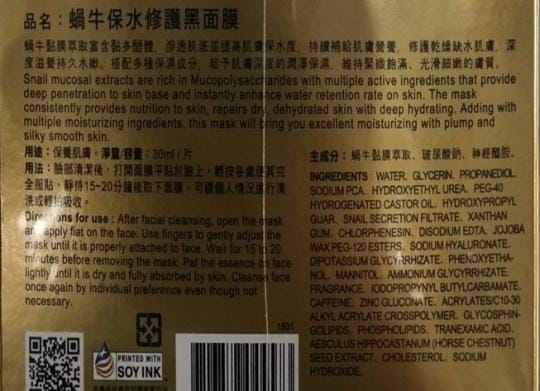 品名：蝸牛保水修護黑面膜
蝸牛黏膜萃取富含黏多醣體，滲透肌底並提高肌膚保水度，持續補給肌膚營養，修護乾燥缺水肌膚，深
度滋養持久水嫩。搭配多種保濕成分，給予肌膚深度的潤澤保濕，維持緊緻飽滿、光滑細嫩的膚質。
Snail mucosal extracts are rich in Mucopolysaccharides with multiple active ingredients that provide
deep penetration to skin base and instantly enhance water retention rate on skin. The mask
consistently provides nutrition to skin, repairs dry, dehydrated skin with deep hydrating. Adding with
multiple moisturizing ingredients, this mask will bring you excellent moisturizing with plump and
silky smooth skin.
用途：保養肌膚。淨重/容量：30ml/片
用法：臉部清潔後，打開面膜平貼於臉上，輕按各處使其完
全服貼，靜待15~20分鐘後取下面膜，可視個人情況進行清
洗或輕拍吸收。
Directions for use : After facial cleansing, open the mask
and apply flat on the face. Use fingers to gently adjust the
mask until it is properly attached to face. Wait for 15 to 20
minutes before removing the mask. Pat the essence on face
lightly until it is dry and fully absorbed by skin. Cleanse face
once again by individual preference even though not
necessary.
主成分：蝸牛黏膜萃取、玻尿酸鈉、神經醯胺。
INGREDIENTS : WATER, GLYCERIN, PROPANEDIOL,
SODIUM PCA, HYDROXYETHYL UREA, PEG-40
HYDROGENATED CASTOR OIL, HYDROXYPROPYL
GUAR, SNAIL SECRETION FILTRATE, XANTHAN
GUM, CHLORPHENESIN, DISODIUM EDTA, JOJOBA
WAX PEG-120 ESTERS, SODIUM HYALURONATE,
DIPOTASSIUM GLYCYRRHIZATE, PHENOXYETHA-
NOL, MANNITOL, AMMONIUM GLYCYRRHIZATE,
FRAGRANCE, IODOPROPYNYL BUTYLCARBAMATE,
CAFFEINE, ZINC GLUCONATE, ACRYLATES/C10-30
ALKYL ACRYLATE CROSSPOLYMER, GLYCOSPHIN-
GOLIPIDS, PHOSPHOLIPIDS, TRANEXAMIC ACID,
AESCULUS HIPPOCASTANUM (HORSE CHESTNUT)
SEED EXTRACT, CHOLESTEROL, SODIUM
HYDROXIDE.
1801
PRINTED WITH
SOY INK